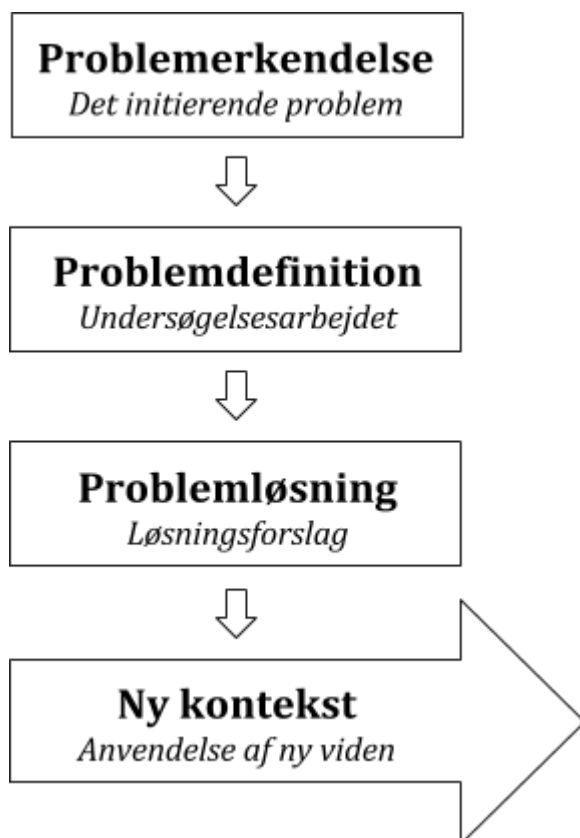 Problemerkendelse
Det initierende problem
Problemdefinition
Undersøgelsesarbejdet
Problemløsning
Løsningsforslag
Ny kontekst
Anvendelse af ny viden